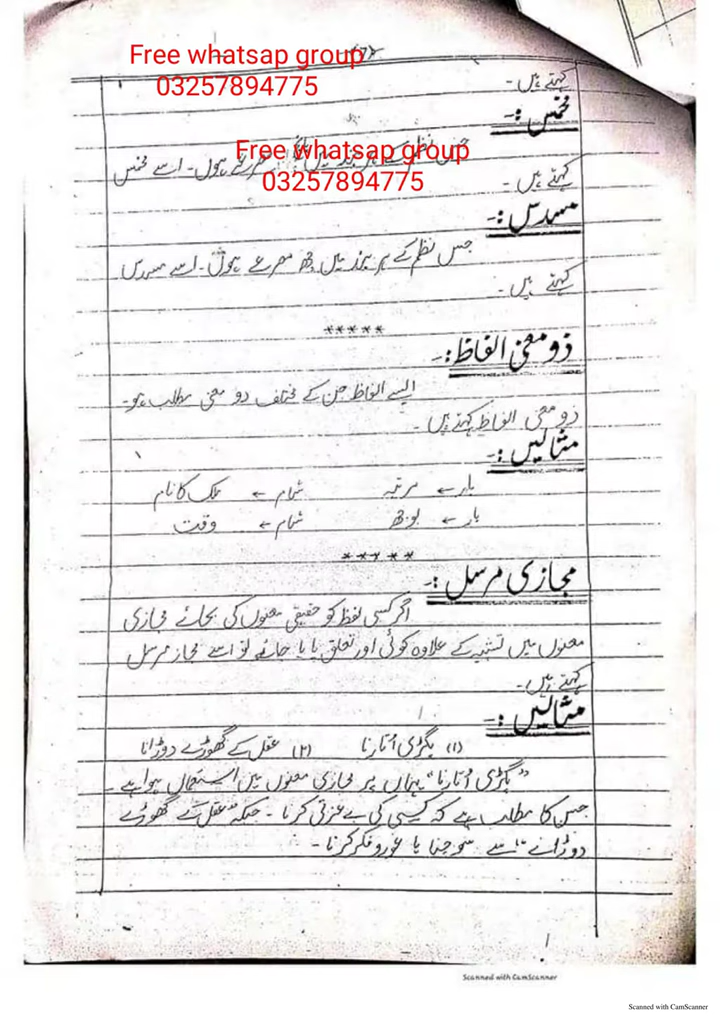 Free whatsap group
03257894775
کہتے ہیں۔
مخمس :۔
Free whatsap group
03257894775
جس نظم کے ہر بند میں مصرعے ہوں۔ اسے مخمس
کہتے ہیں۔
مسدس :۔
جس نظم کے ہر بند میں چھ مصرعے ہوں۔ اسے مسدس
کہتے ہیں۔
*****
ذو معنی الفاظ :۔
ایسے الفاظ جن کے مختلف دو معنی مطلب ہو۔
ذو معنی الفاظ کہتے ہیں۔
مثالیں :۔
بار ← مرتبہ شام ← ملک کا نام
بار ← بوجھ شام ← وقت
*****
مجازی مرسل :۔
اگر کسی لفظ کو حقیقی معنوں کی بجائے مجازی
معنوں میں تشبیہ کے علاوہ کوئی اور تعلق پایا جائے تو اسے مجاز مرسل
کہتے ہیں۔
مثالیں :۔
(۱) پگڑی اُتارنا (۲) عقل کے گھوڑے دوڑانا
"پگڑی اُتارنا" یہاں پر مجازی معنوں میں استعمال ہوا ہے۔
جس کا مطلب ہے کہ کیسی کی بے عزتی کرنا۔ جبکہ "عقل کے گھوڑے
دوڑانے" سے سوچنا یا غوروفکر کرنا۔
Scanned with CamScanner
Scanned with CamScanner